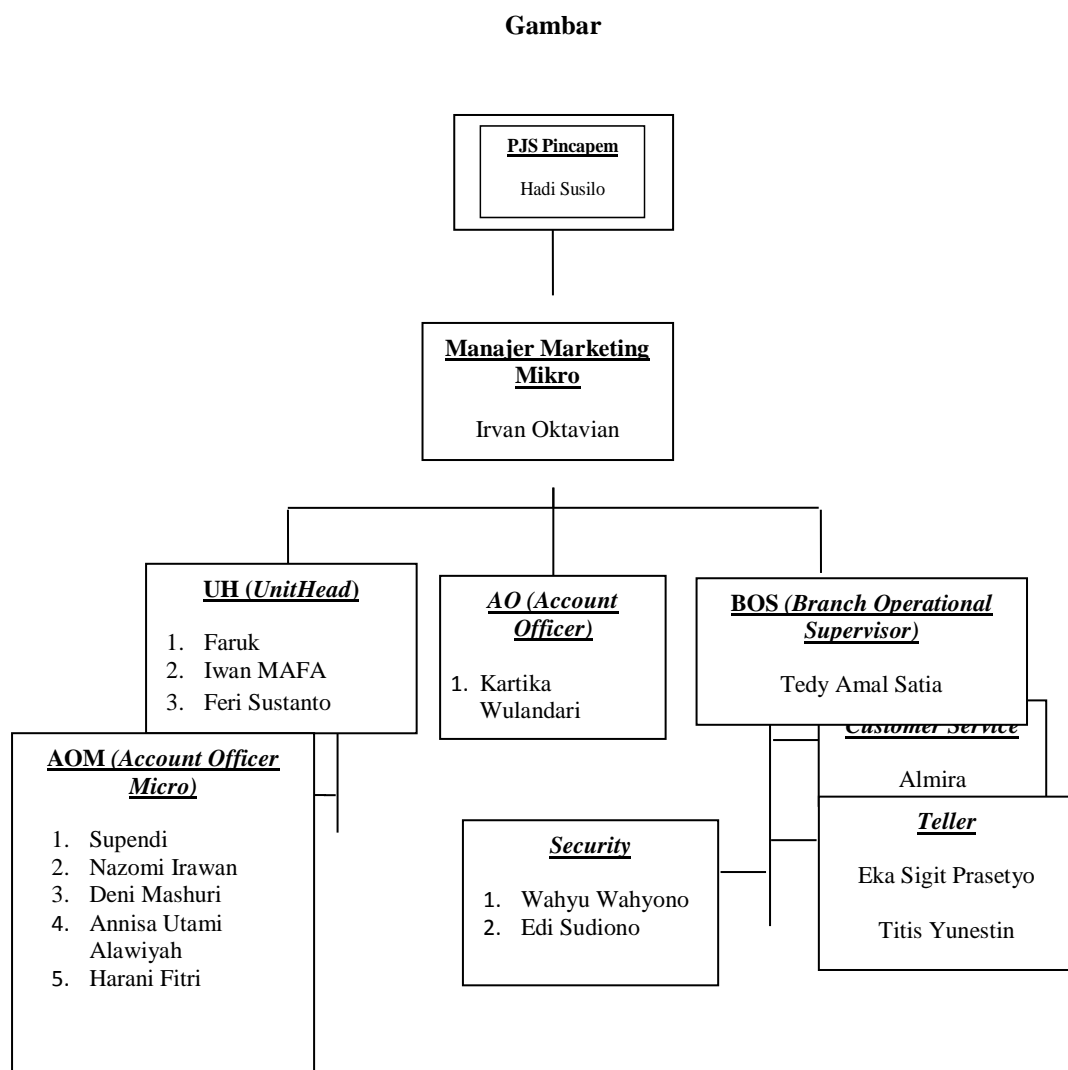 Gambar
PJS Pincapem
Hadi Susilo
Manajer Marketing
Mikro
Irvan Oktavian
UH (UnitHead)
1. Faruk
2. Iwan MAFA
3. Feri Sustanto
AO (Account
Officer)
1. Kartika
Wulandari
BOS (Branch Operational
Supervisor)
Tedy Amal Satia
AOM (Account Officer
Micro)
1. Supendi
2. Nazomi Irawan
3. Deni Mashuri
4. Annisa Utami
Alawiyah
5. Harani Fitri
Security
1. Wahyu Wahyono
2. Edi Sudiono
Customer Service
Almira
Teller
Eka Sigit Prasetyo
Titis Yunestin